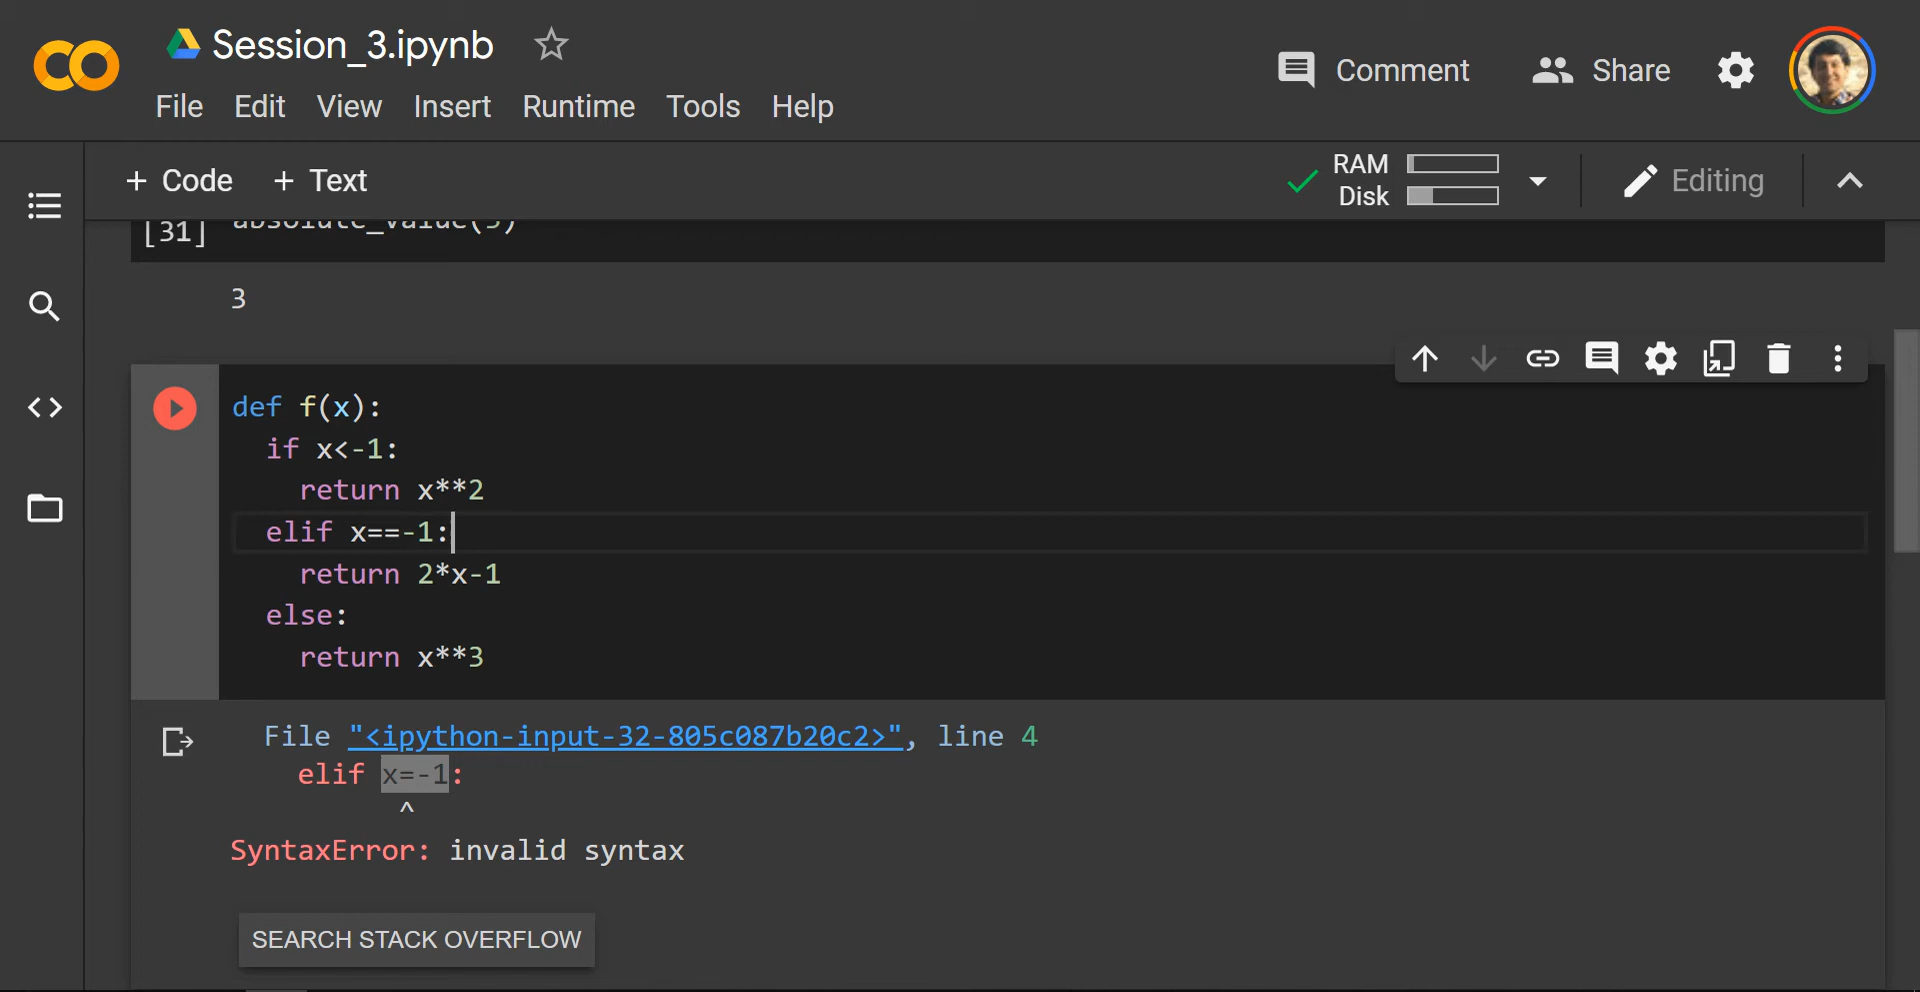 Session_3.ipynb
Comment Share
File Edit View Insert Runtime Tools Help
+ Code + Text
RAM
Disk
Editing
[31] absolute_value(3)
3
def f(x):
  if x<-1:
    return x**2
  elif x==-1:
    return 2*x-1
  else:
    return x**3
File "<ipython-input-32-805c087b20c2>", line 4
    elif x=-1:
          ^
SyntaxError: invalid syntax
SEARCH STACK OVERFLOW